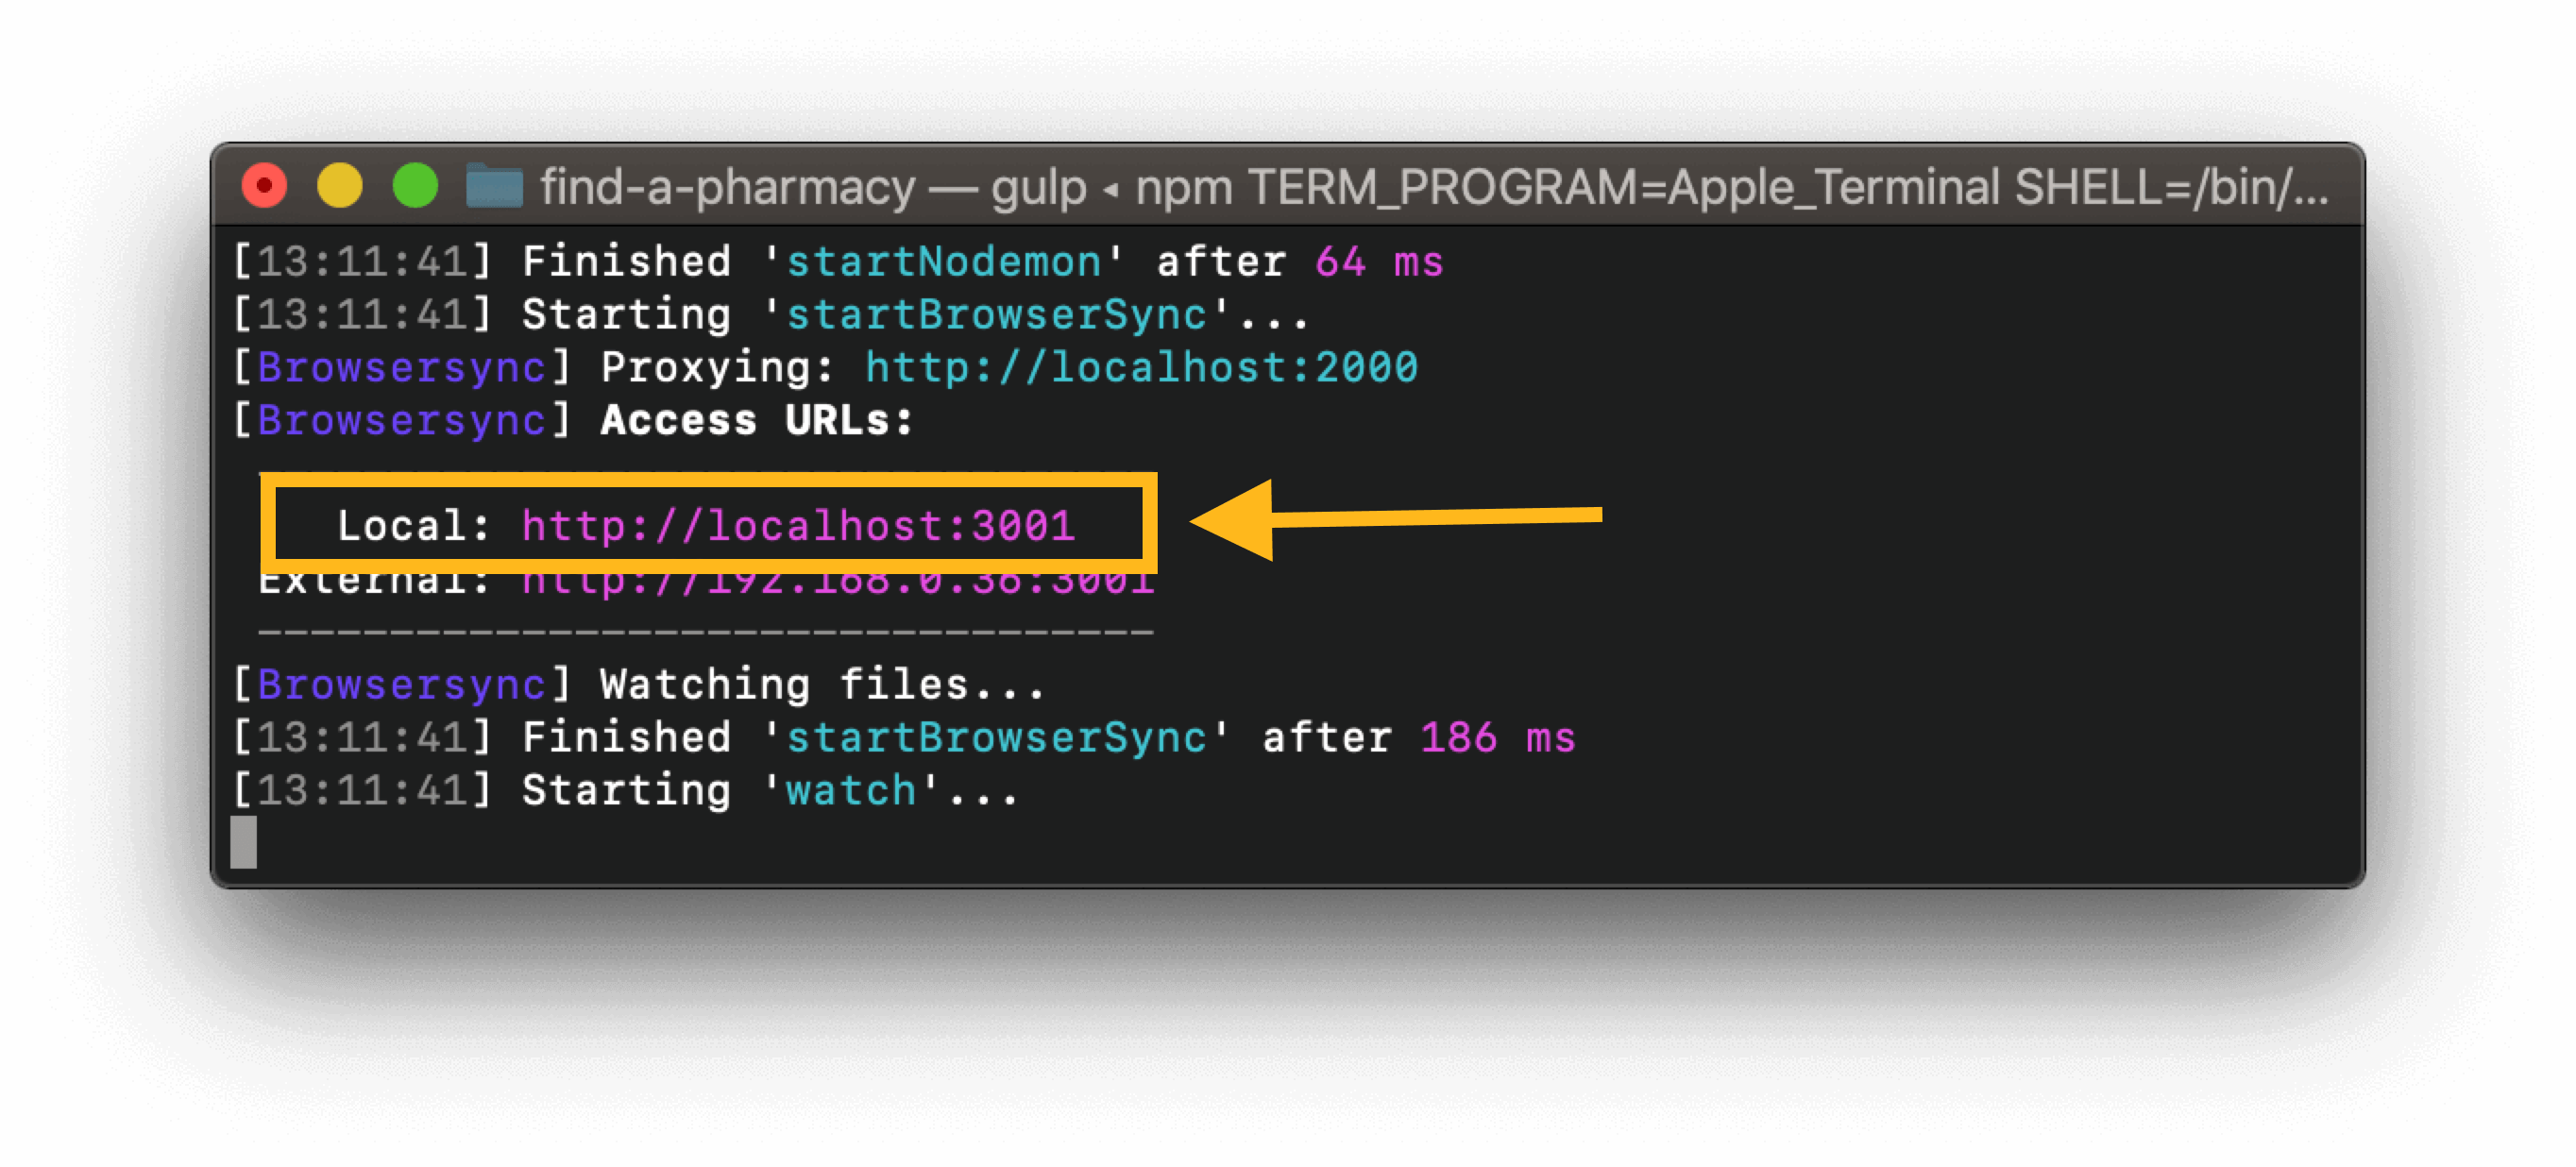 find-a-pharmacy — gulp ◂ npm TERM_PROGRAM=Apple_Terminal SHELL=/bin/...
[13:11:41] Finished 'startNodemon' after 64 ms
[13:11:41] Starting 'startBrowserSync'...
[Browsersync] Proxying: http://localhost:2000
[Browsersync] Access URLs:
Local: http://localhost:3001
External: http://192.168.0.36:3001
-----------------------------------
[Browsersync] Watching files...
[13:11:41] Finished 'startBrowserSync' after 186 ms
[13:11:41] Starting 'watch'...